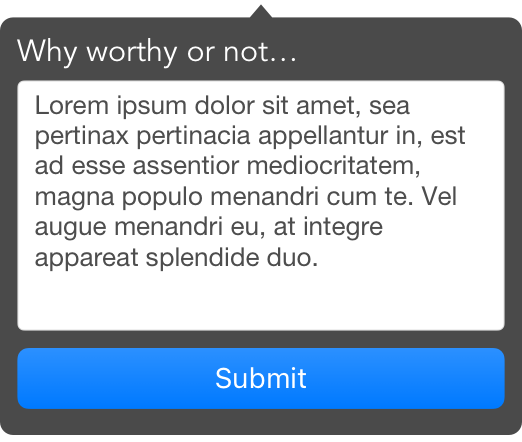 Why worthy or not...
Lorem ipsum dolor sit amet, sea
pertinax pertinacia appellantur in, est
ad esse assentior mediocritatem,
magna populo menandri cum te. Vel
augue menandri eu, at integre
appareat splendide duo.
Submit